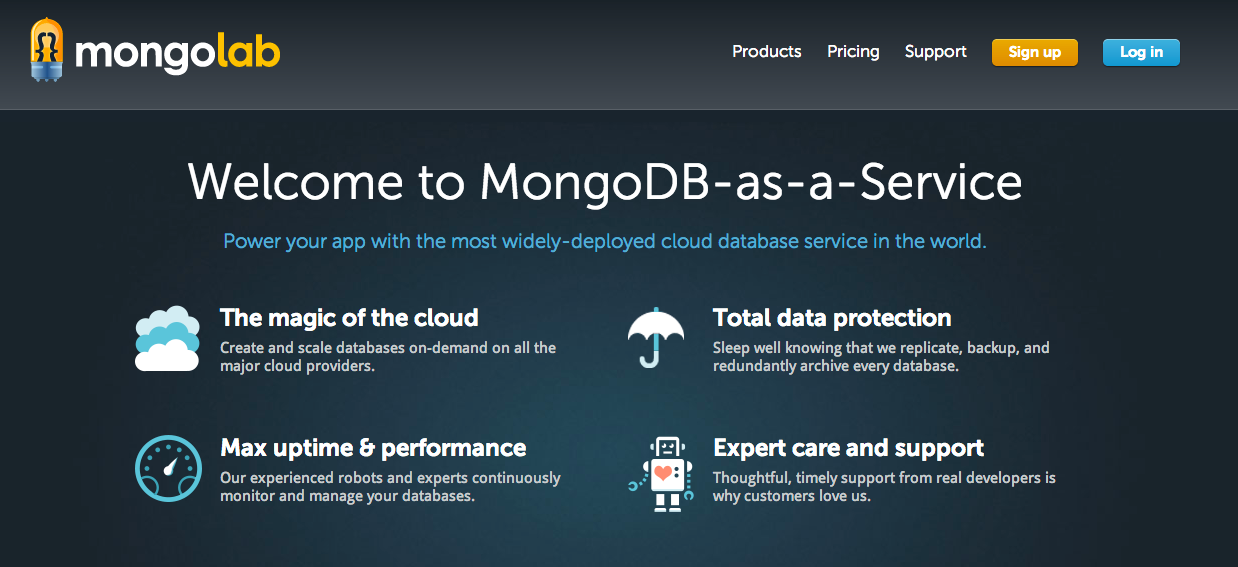 mongolab
Products
Pricing
Support
Sign up
Log in
Welcome to MongoDB-as-a-Service
Power your app with the most widely-deployed cloud database service in the world.
The magic of the cloud
Create and scale databases on-demand on all the
major cloud providers.
Total data protection
Sleep well knowing that we replicate, backup, and
redundantly archive every database.
Max uptime & performance
Our experienced robots and experts continuously
monitor and manage your databases.
Expert care and support
Thoughtful, timely support from real developers is
why customers love us.